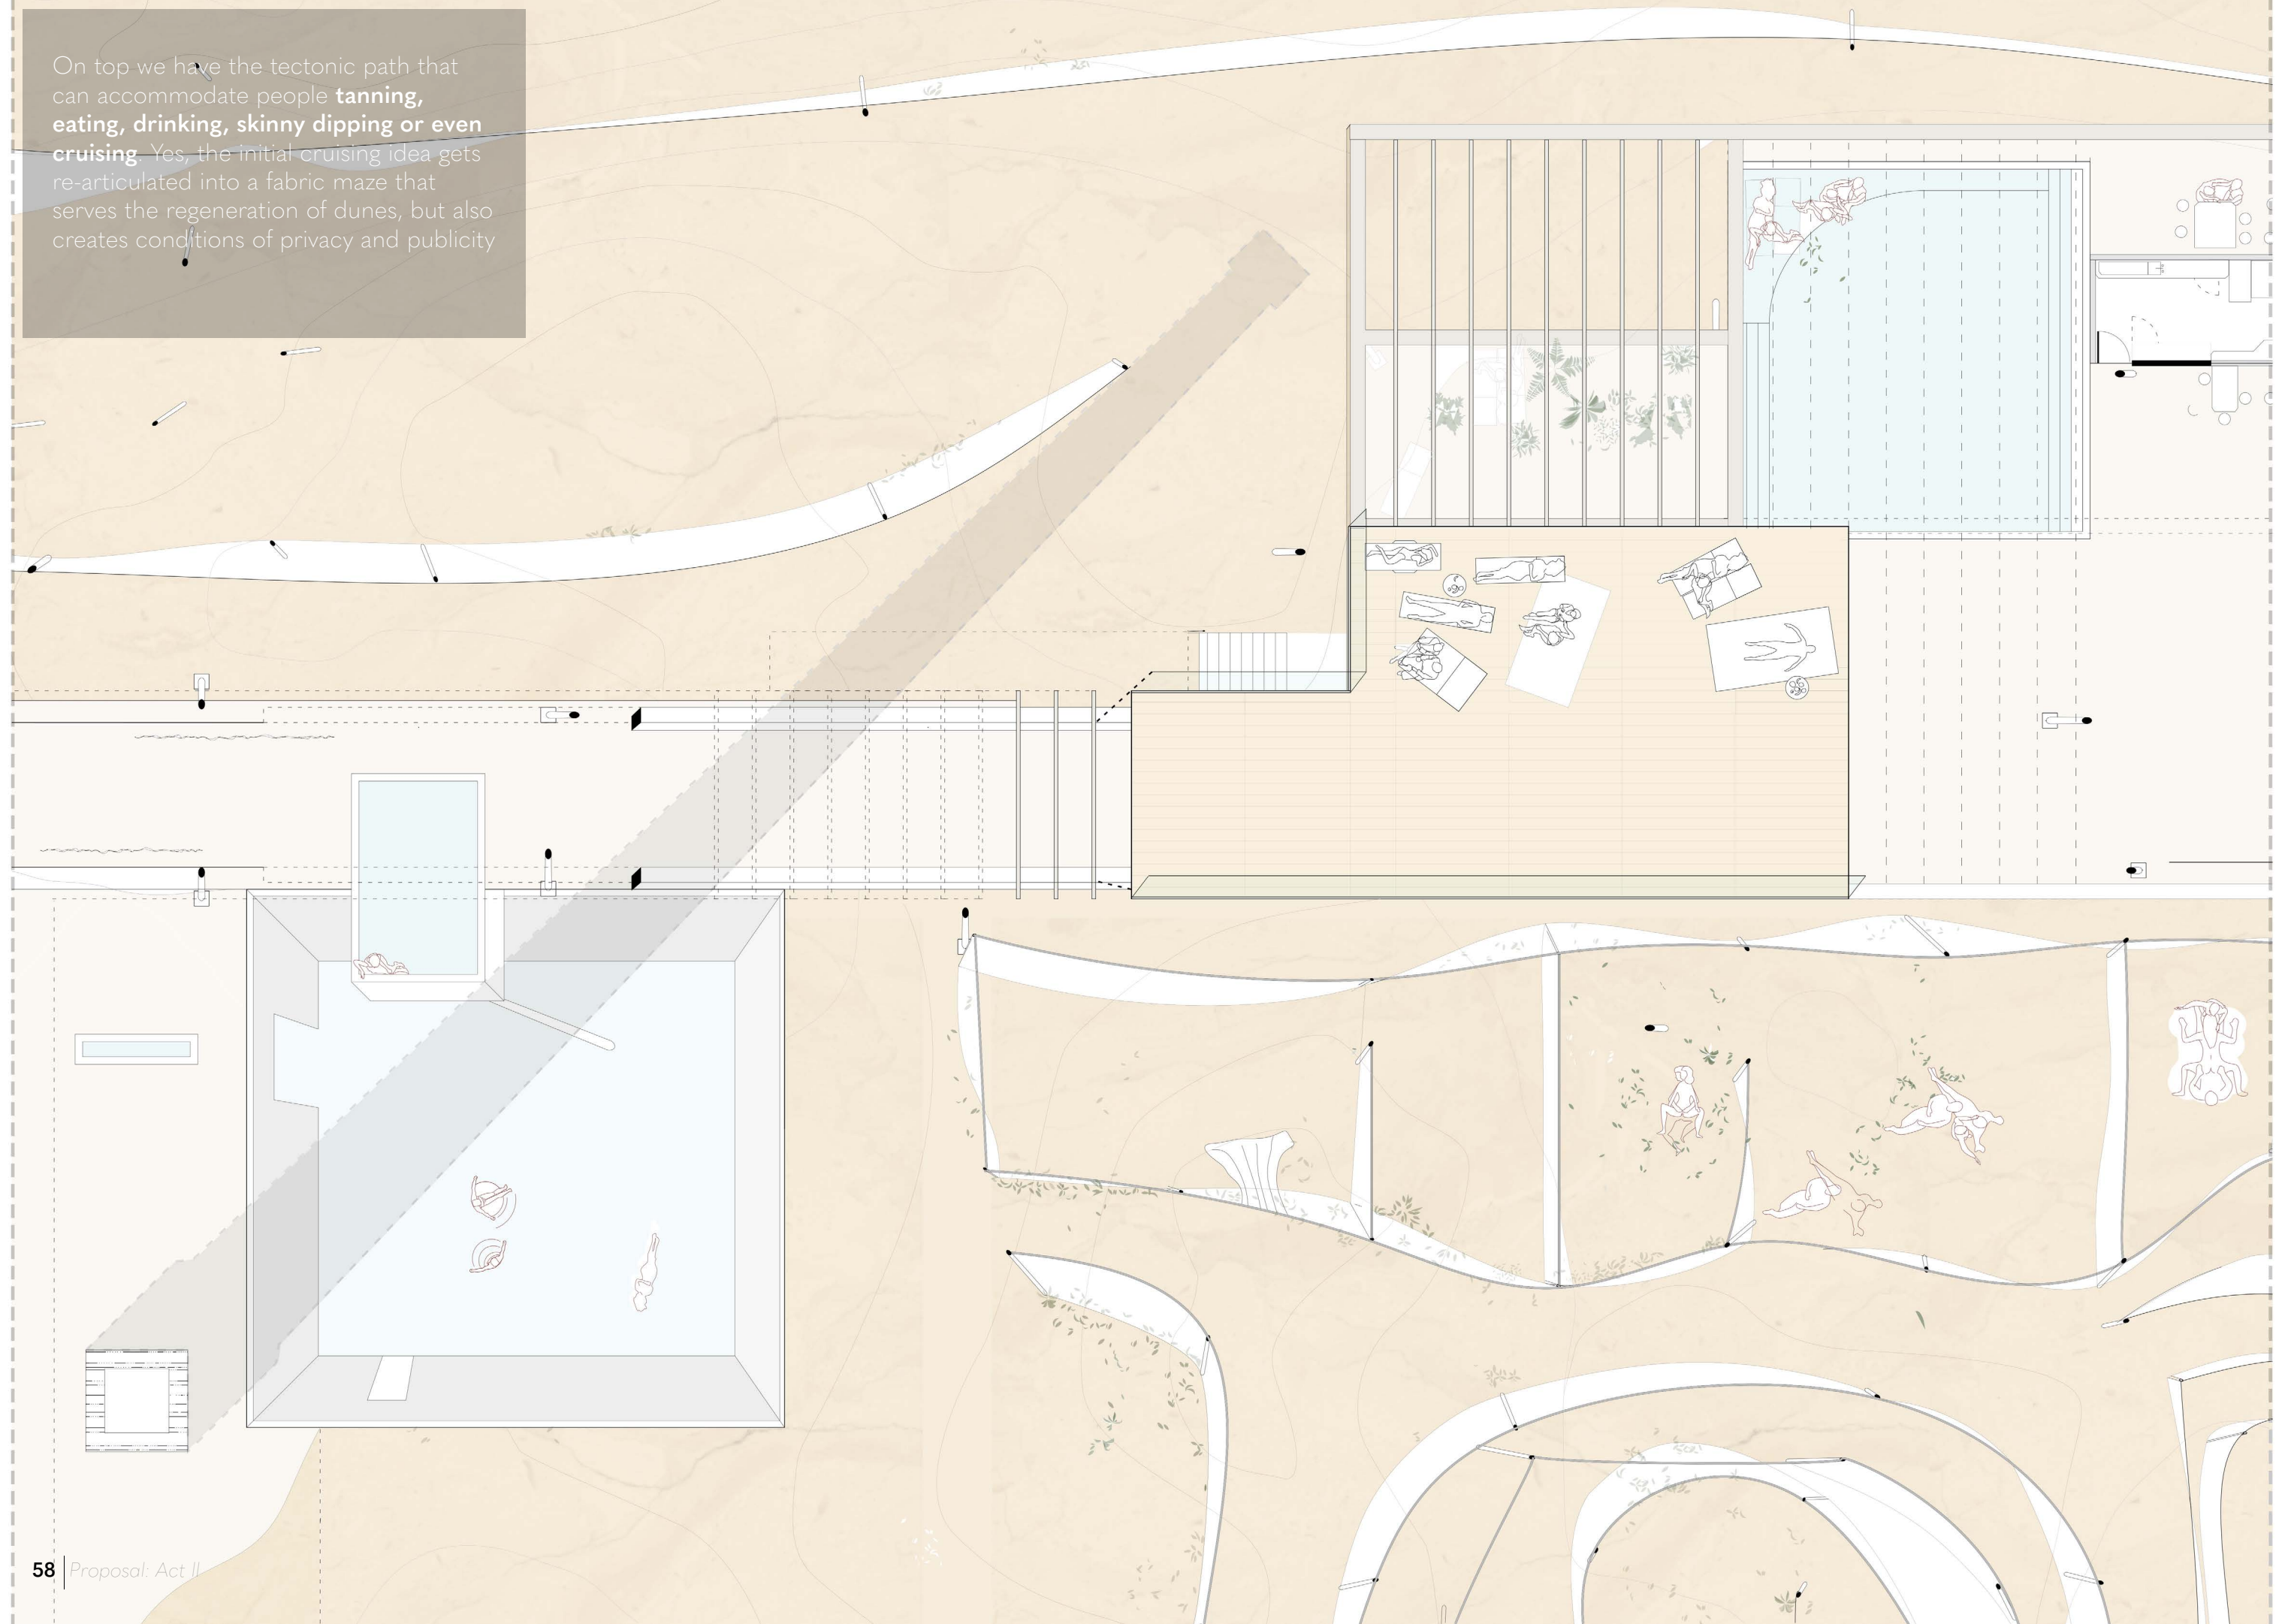 On top we have the tectonic path that
can accommodate people tanning,
eating, drinking, skinny dipping or even
cruising. Yes, the initial cruising idea gets
re-articulated into a fabric maze that
serves the regeneration of dunes, but also
creates conditions of privacy and publicity
58 Proposal: Act II